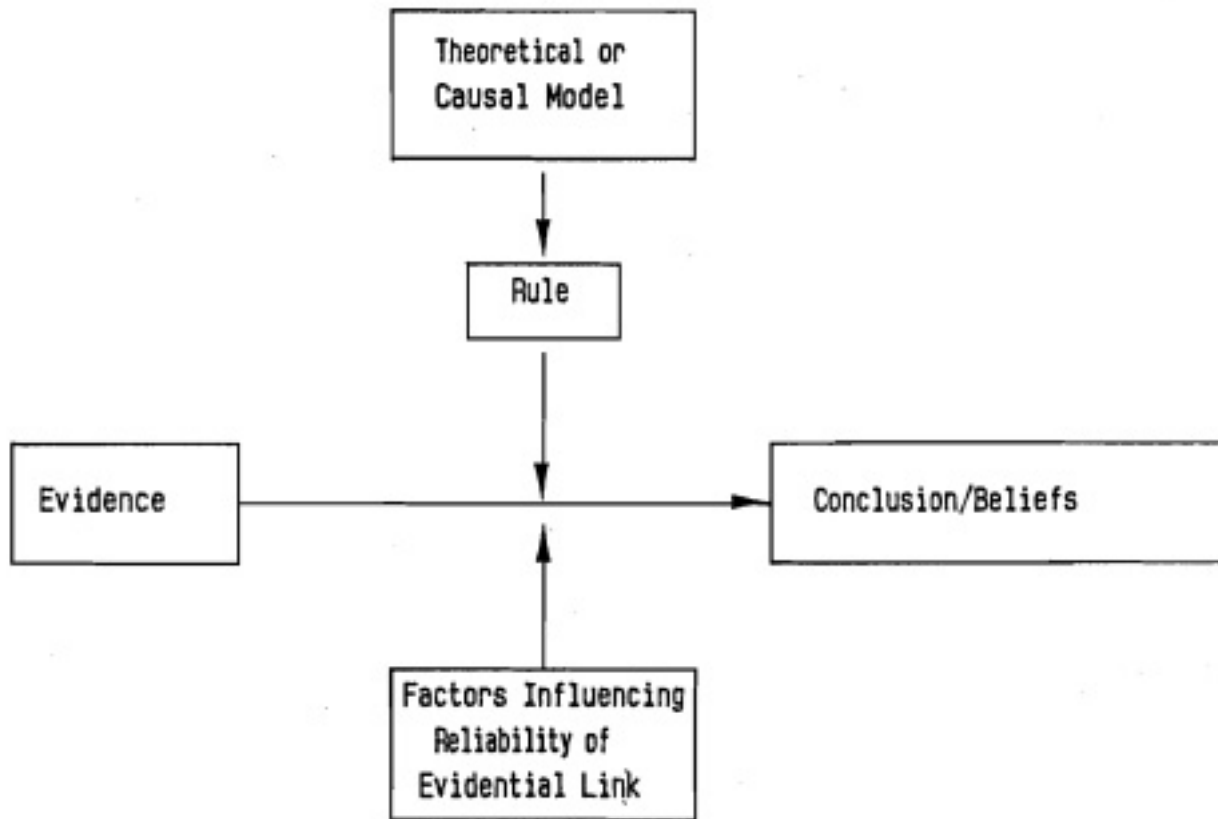 Theoretical or
Causal Model
Rule
Evidence
Conclusion/Beliefs
Factors Influencing
Reliability of
Evidential Link